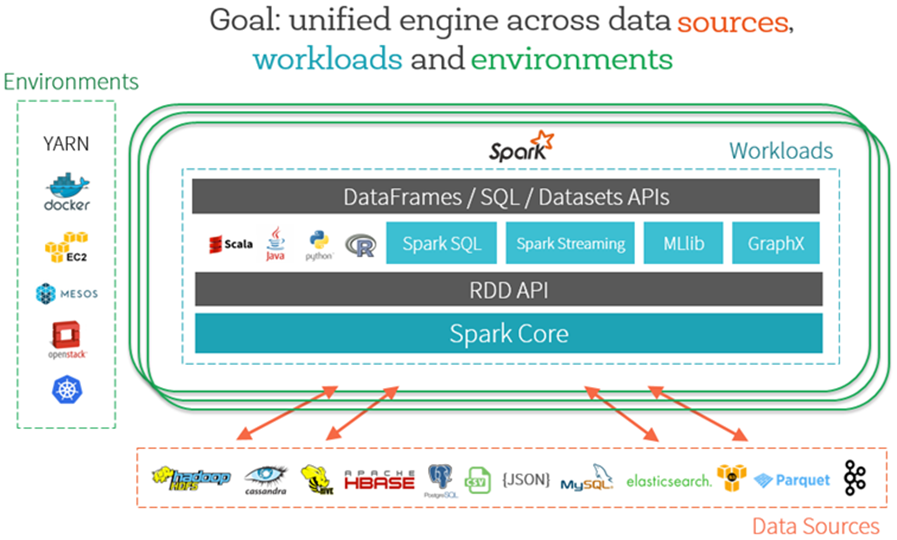 Goal: unified engine across data sources,
workloads and environments
Environments
YARN
docker
EC2
MESOS
openstack
Spark
Workloads
DataFrames / SQL / Datasets APIs
Scala
Java
python
R
Spark SQL
Spark Streaming
MLlib
GraphX
RDD API
Spark Core
hadoop
HDFS
cassandra
HIVE
APACHE
HBASE
PostgreSQL
CSV
{JSON}
MySQL
elasticsearch.
Parquet
Data Sources